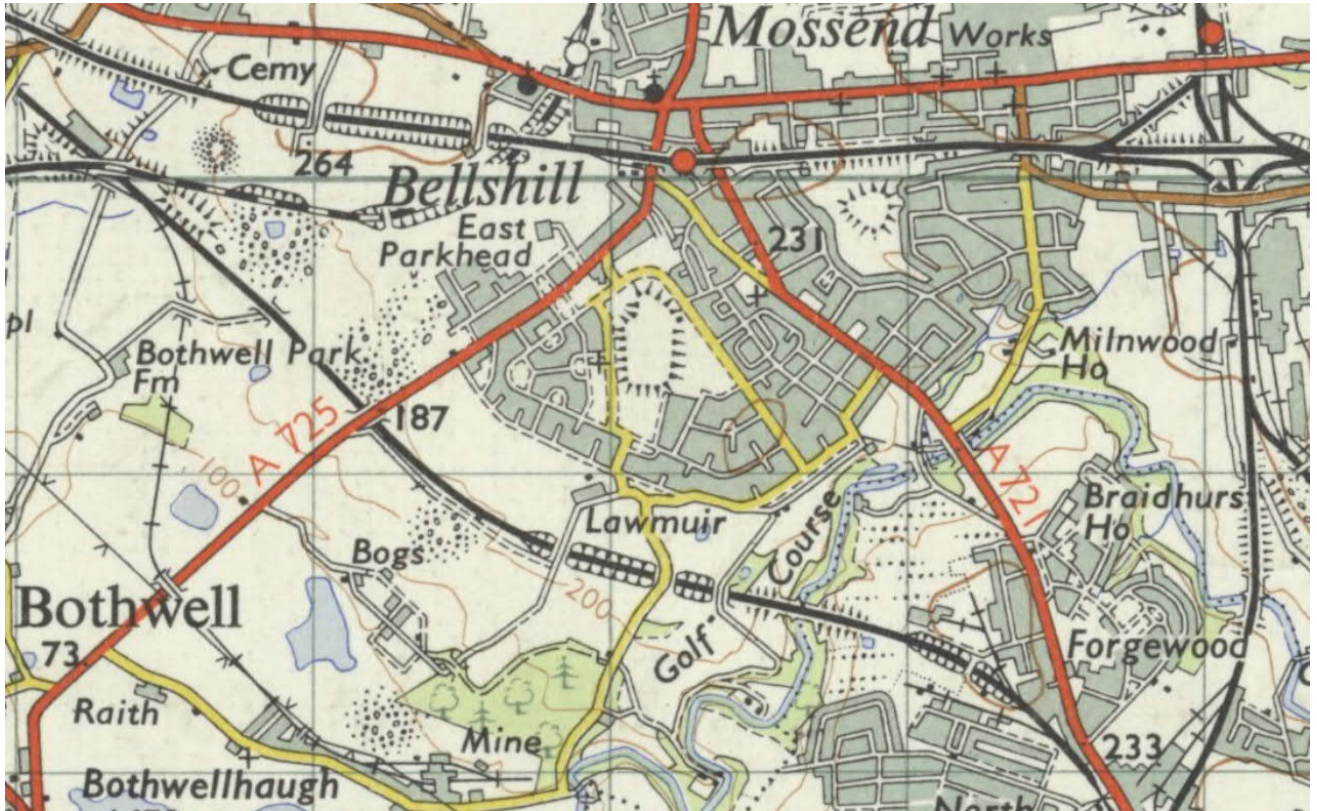 Mossend Works
Cemy
264
Bellshill
East
Parkhead
231
pl
Bothwell Park
Fm
Milnwood
Ho
187
A 725
100
A 721
Braidhurst
Ho
Lawmuir
Course
Bogs
200
Bothwell
Golf
Forgewood
73
Raith
Mine
233
Bothwellhaugh
North